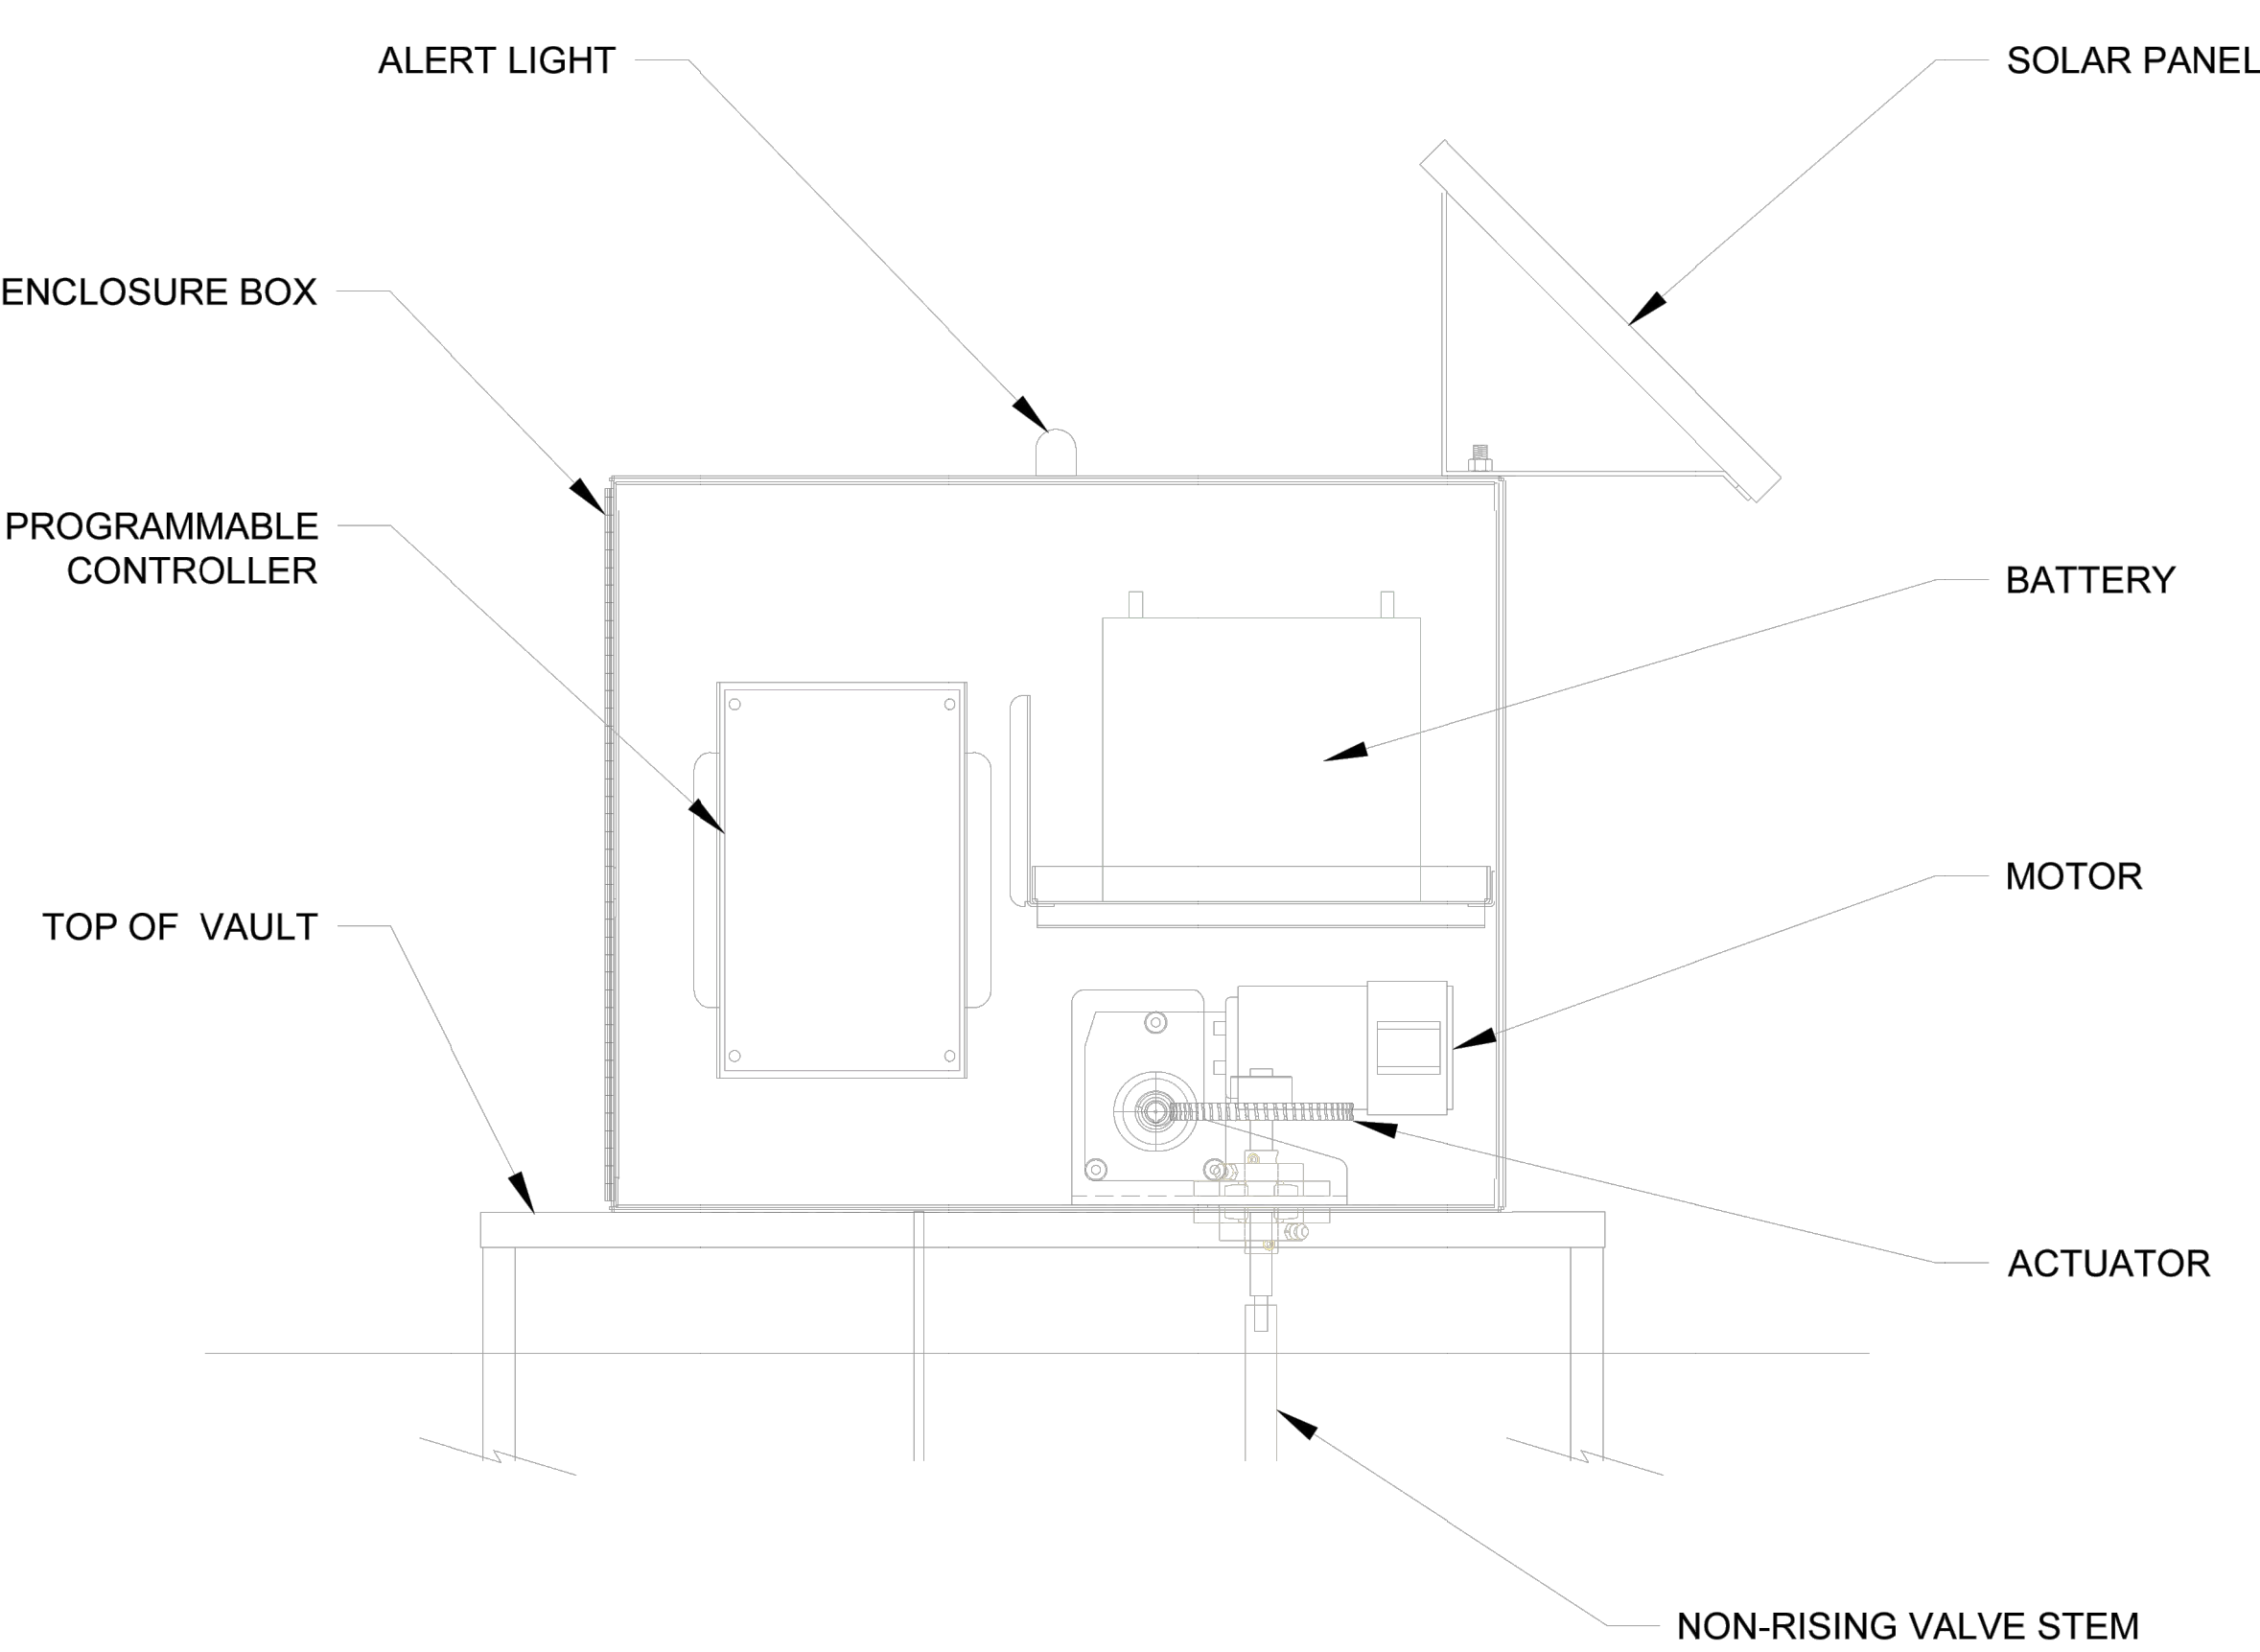 ALERT LIGHT
SOLAR PANEL
ENCLOSURE BOX
PROGRAMMABLE
CONTROLLER
BATTERY
MOTOR
TOP OF VAULT
ACTUATOR
NON-RISING VALVE STEM